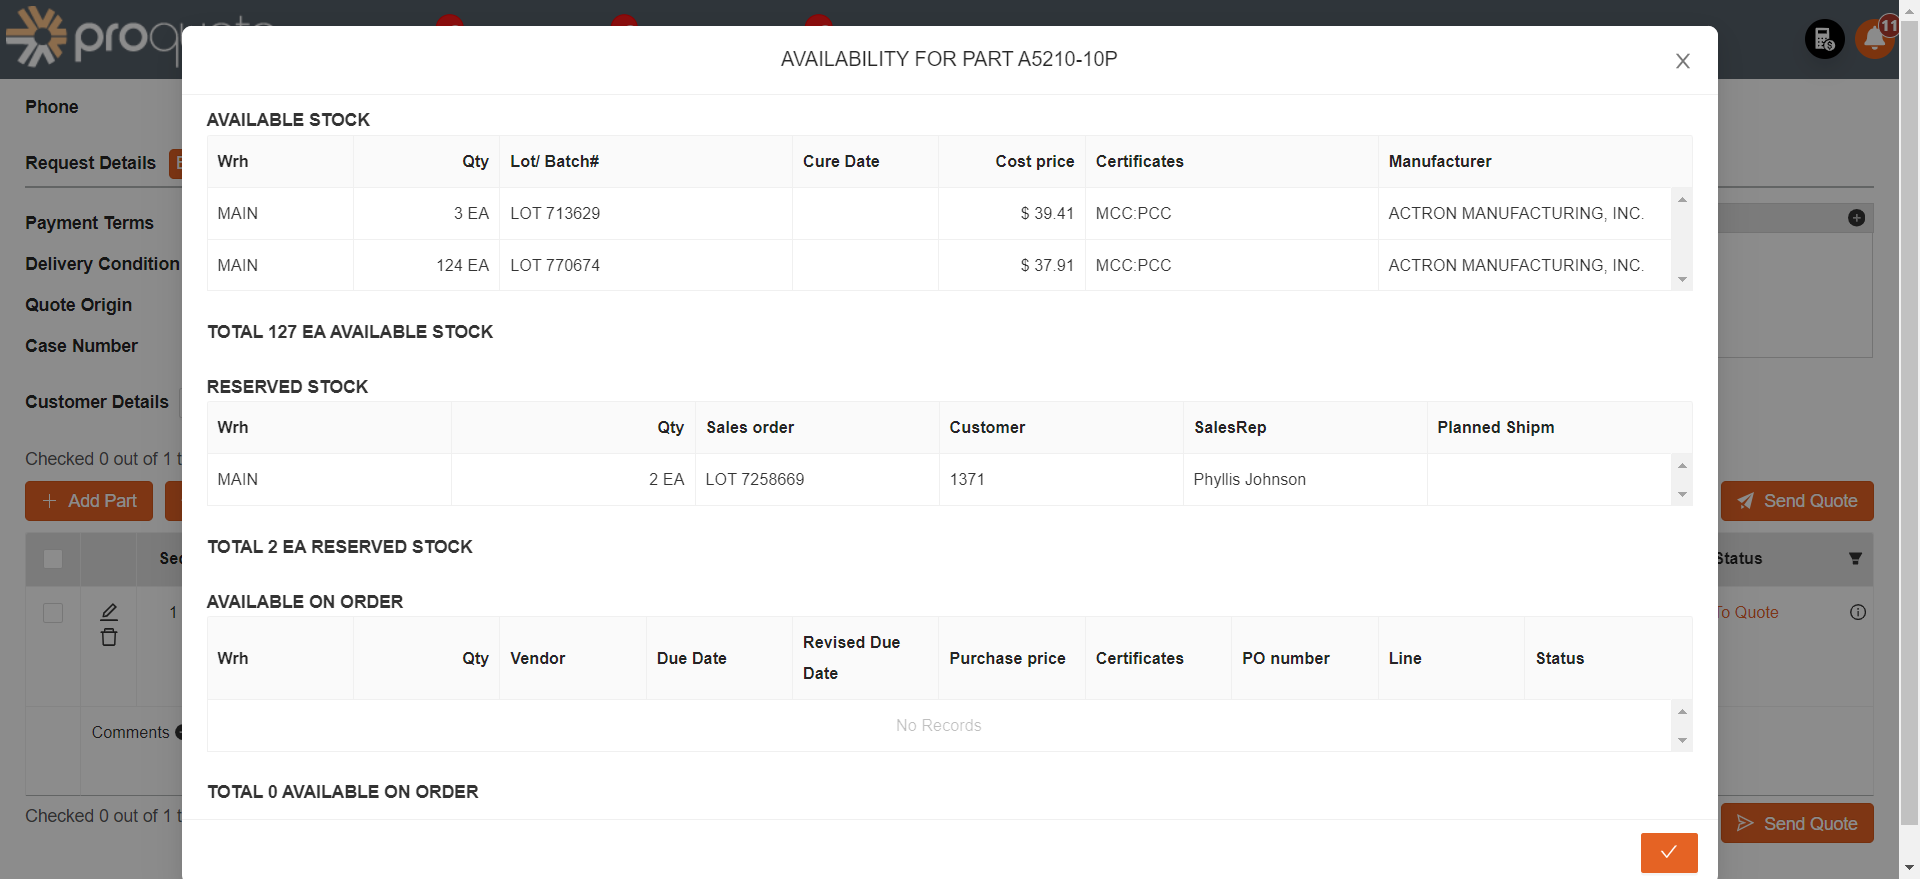 proquote
11
AVAILABILITY FOR PART A5210-10P
Phone
Request Details
Payment Terms
Delivery Condition
Quote Origin
Case Number
Customer Details
Checked 0 out of 1 t
Add Part
Send Quote
Sec
Status
1
To Quote
Comments
Checked 0 out of 1 t
Send Quote
AVAILABLE STOCK
Wrh Qty Lot/ Batch# Cure Date Cost price Certificates Manufacturer
MAIN 3 EA LOT 713629 $ 39.41 MCC:PCC ACTRON MANUFACTURING, INC.
MAIN 124 EA LOT 770674 $ 37.91 MCC:PCC ACTRON MANUFACTURING, INC.
TOTAL 127 EA AVAILABLE STOCK
RESERVED STOCK
Wrh Qty Sales order Customer SalesRep Planned Shipm
MAIN 2 EA LOT 7258669 1371 Phyllis Johnson
TOTAL 2 EA RESERVED STOCK
AVAILABLE ON ORDER
Wrh Qty Vendor Due Date Revised Due Date Purchase price Certificates PO number Line Status
No Records
TOTAL 0 AVAILABLE ON ORDER